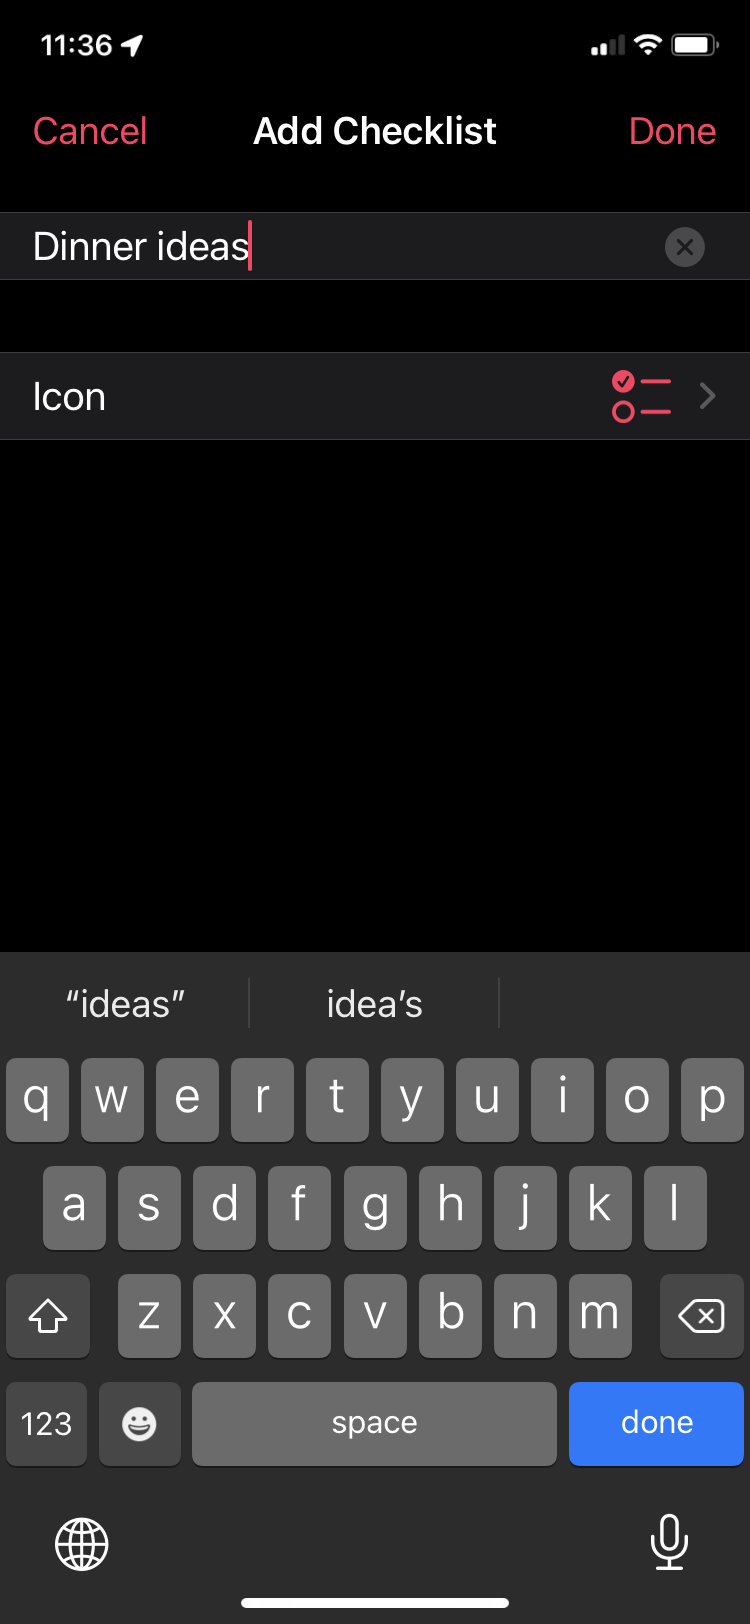 11:36
Cancel Add Checklist Done
Dinner ideas
Icon
“ideas” idea’s
q w e r t y u i o p
a s d f g h j k l
z x c v b n m
123 space done